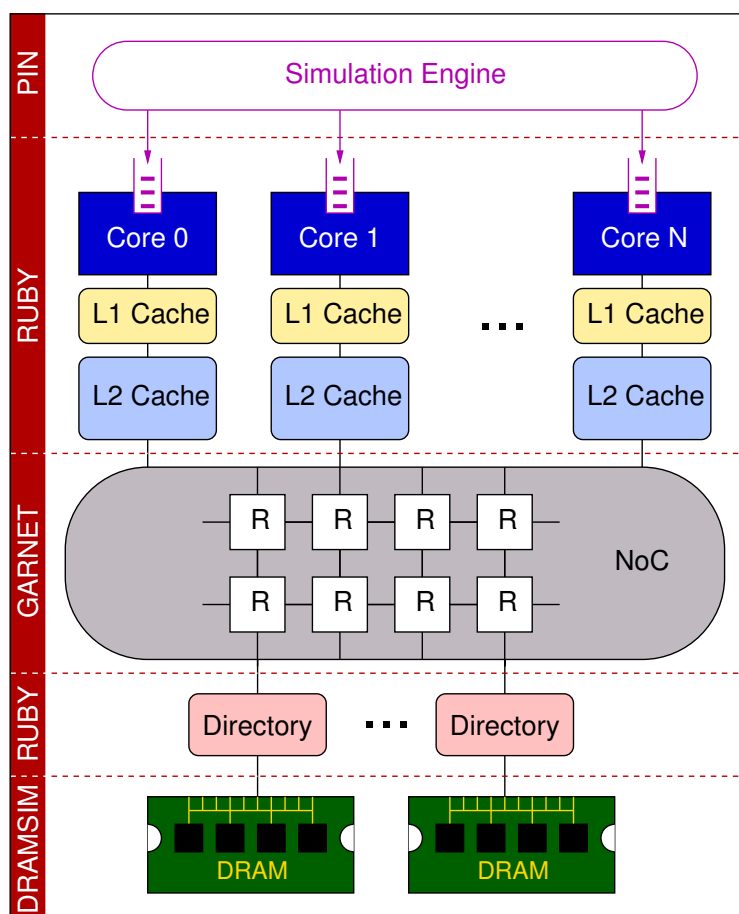 PIN
Simulation Engine
RUBY
Core 0
Core 1
Core N
L1 Cache
L1 Cache
L1 Cache
...
L2 Cache
L2 Cache
L2 Cache
GARNET
R
R
R
R
NoC
R
R
R
R
RUBY
Directory
...
Directory
DRAMSIM
DRAM
DRAM